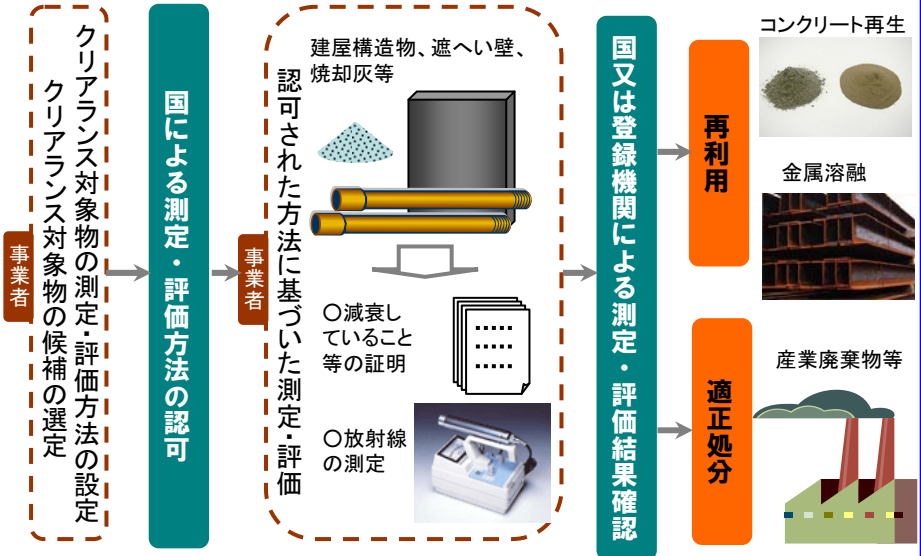 事業者
クリアランス対象物の測定・評価方法の設定
クリアランス対象物の候補の選定
国による測定・評価方法の認可
事業者
認可された方法に基づいた測定・評価
建屋構造物、遮へい壁、
焼却灰等
〇減衰し
ていること
等の証明
〇放射線
の測定
国又は登録機関による測定・評価結果確認
再利用
コンクリート再生
金属溶融
適正処分
産業廃棄物等